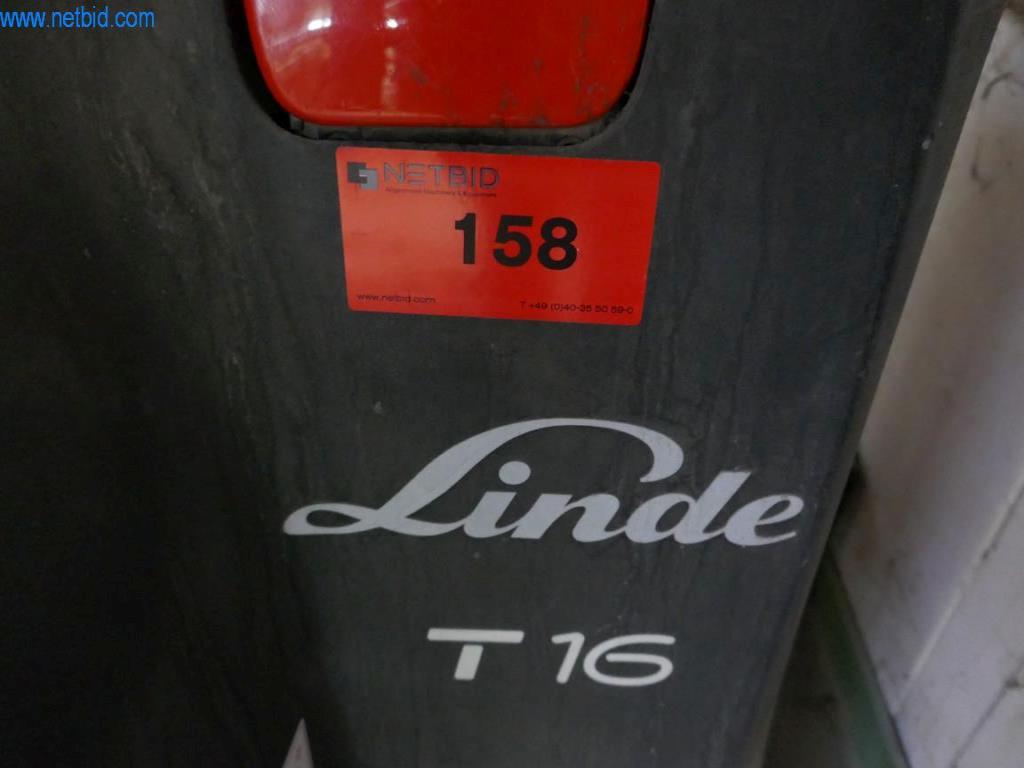 www.netbid.com
NETBID
158
www.netbid.com
T +49 (0)40-35 50 59-0
Linde
T 16